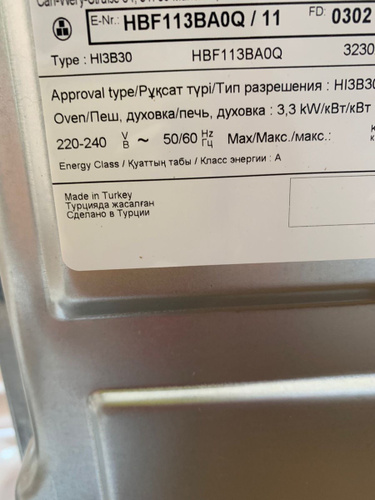 E-Nr.: HBF113BA0Q / 11 FD: 0302
Type : HI3B30 HBF113BA0Q 3230
Approval type/Рұқсат түрі/Тип разрешения : HI3B30
Oven/Пеш, духовка/печь, духовка : 3,3 kW/кВт/кВт
220-240 V/В ~ 50/60 Hz/Гц Max/Макс./макс.:
Energy Class / Қуаттың табы / Класс энергии : A
Made in Turkey
Турцияда жасалған
Сделано в Турции